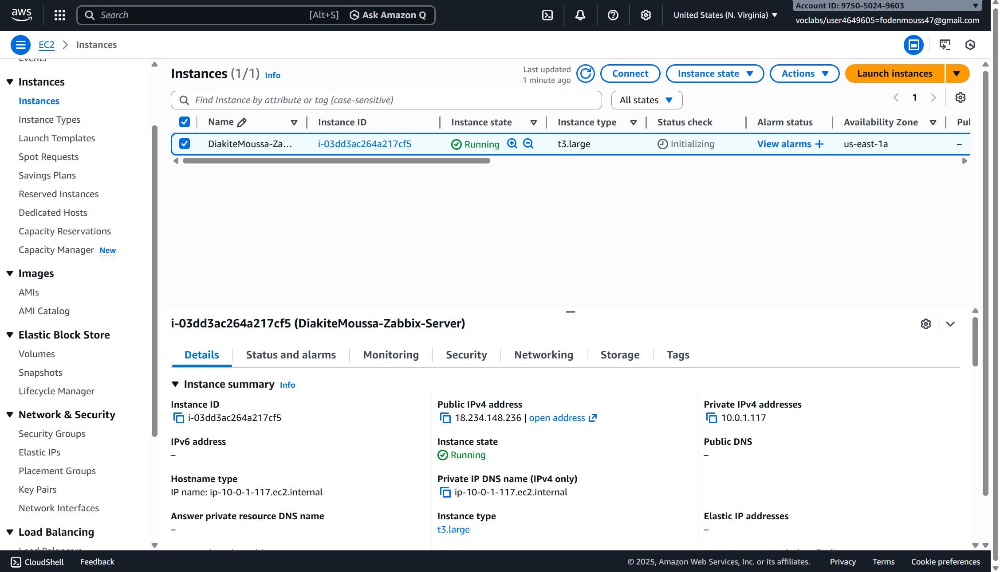 aws
Search
[Alt+S]
Ask Amazon Q
United States (N. Virginia)
Account ID: 9750-5024-9603
voclabs/user4649605=fodenmouss47@gmail.com
EC2
Instances
Events
Instances
Instances
Instance Types
Launch Templates
Spot Requests
Savings Plans
Reserved Instances
Dedicated Hosts
Capacity Reservations
Capacity Manager New
Images
AMIs
AMI Catalog
Elastic Block Store
Volumes
Snapshots
Lifecycle Manager
Network & Security
Security Groups
Elastic IPs
Placement Groups
Key Pairs
Network Interfaces
Load Balancing
Load Balancers
Instances (1/1) Info
Last updated
1 minute ago
Connect
Instance state
Actions
Launch instances
Find Instance by attribute or tag (case-sensitive)
All states
1
Name
Instance ID
Instance state
Instance type
Status check
Alarm status
Availability Zone
Pul
DiakiteMoussa-Za...
i-03dd3ac264a217cf5
Running
t3.large
Initializing
View alarms +
us-east-1a
–
i-03dd3ac264a217cf5 (DiakiteMoussa-Zabbix-Server)
Details
Status and alarms
Monitoring
Security
Networking
Storage
Tags
Instance summary Info
Instance ID
i-03dd3ac264a217cf5
Public IPv4 address
18.234.148.236 | open address
Private IPv4 addresses
10.0.1.117
IPv6 address
–
Instance state
Running
Public DNS
–
Hostname type
IP name: ip-10-0-1-117.ec2.internal
Private IP DNS name (IPv4 only)
ip-10-0-1-117.ec2.internal
Answer private resource DNS name
–
Instance type
t3.large
Elastic IP addresses
–
CloudShell
Feedback
© 2025, Amazon Web Services, Inc. or its affiliates.
Privacy
Terms
Cookie preferences